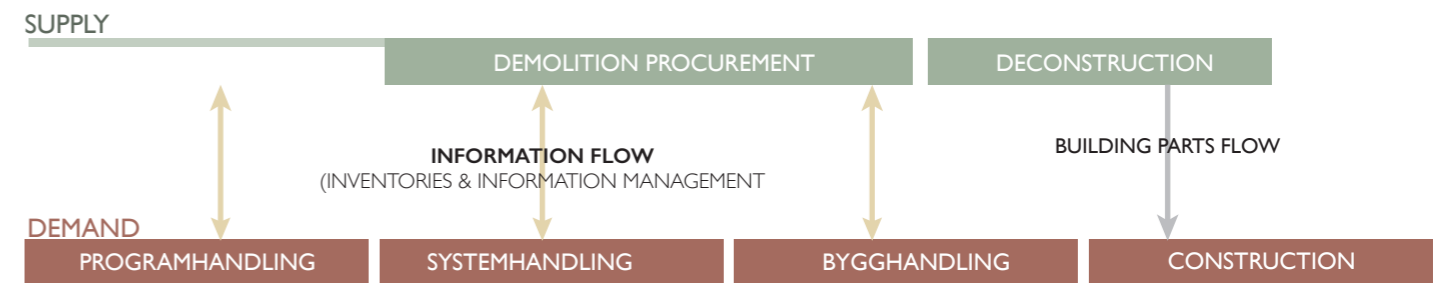 SUPPLY
DEMOLITION PROCUREMENT
DECONSTRUCTION
INFORMATION FLOW
(INVENTORIES & INFORMATION MANAGEMENT
BUILDING PARTS FLOW
DEMAND
PROGRAMHANDLING
SYSTEMHANDLING
BYGGHANDLING
CONSTRUCTION